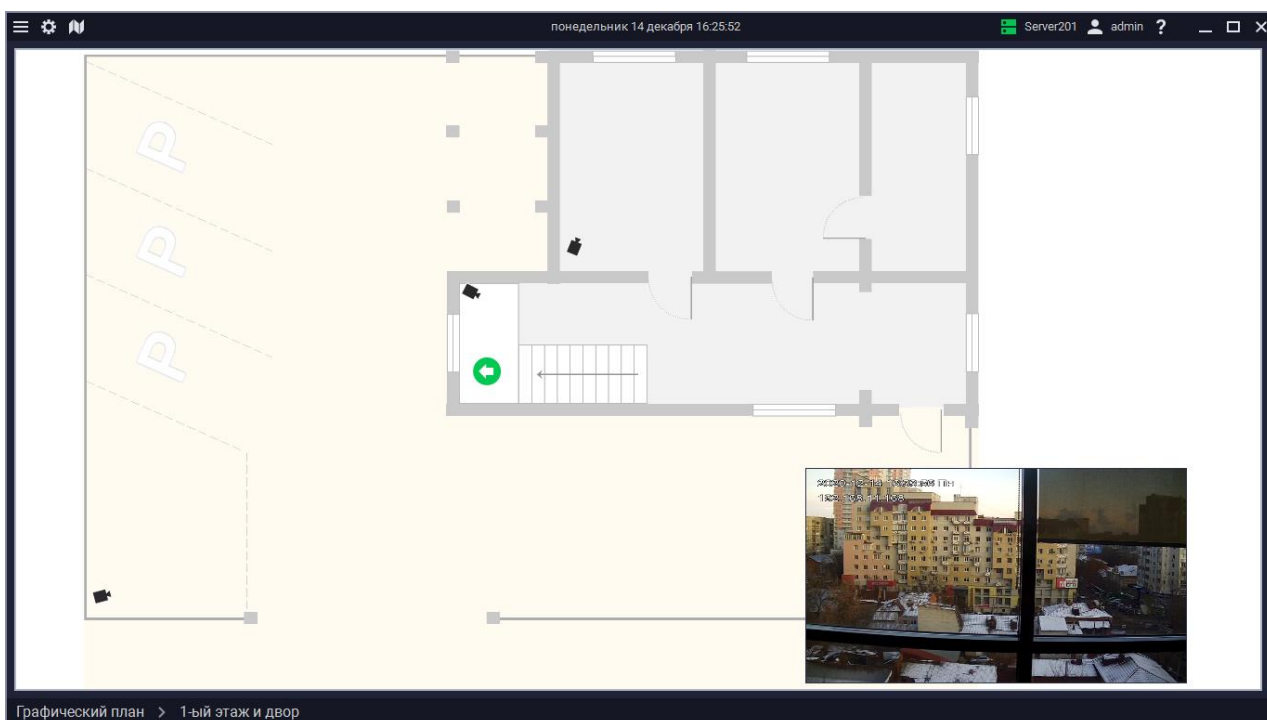 понедельник 14 декабря 16:25:52
Server201 admin ?
P
P
P
Графический план > 1-ый этаж и двор